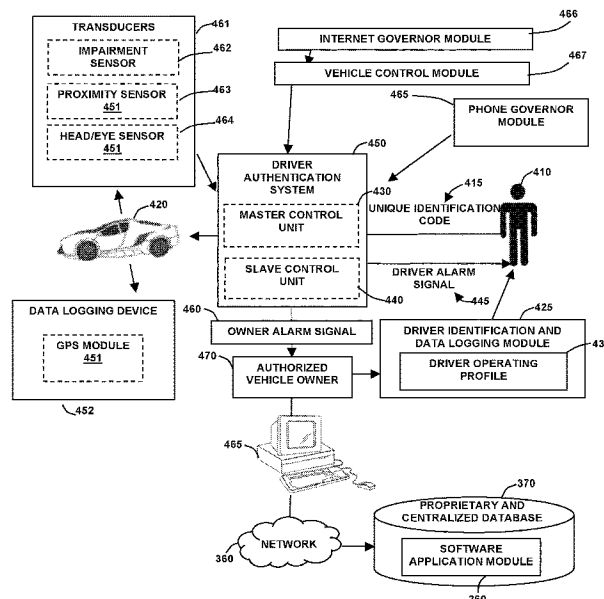 TRANSDUCERS
461
IMPAIRMENT
SENSOR
462
PROXIMITY SENSOR
451
463
HEAD/EYE SENSOR
451
464
INTERNET GOVERNOR MODULE
466
VEHICLE CONTROL MODULE
467
465
PHONE GOVERNOR
MODULE
450
DRIVER
AUTHENTICATION
SYSTEM
430
MASTER CONTROL
UNIT
SLAVE CONTROL
UNIT
440
415
410
UNIQUE IDENTIFICATION
CODE
DRIVER ALARM
SIGNAL
445
420
DATA LOGGING DEVICE
GPS MODULE
451
452
460
OWNER ALARM SIGNAL
470
AUTHORIZED
VEHICLE OWNER
425
DRIVER IDENTIFICATION AND
DATA LOGGING MODULE
43
DRIVER OPERATING
PROFILE
465
NETWORK
360
370
PROPRIETARY AND
CENTRALIZED DATABASE
SOFTWARE
APPLICATION MODULE